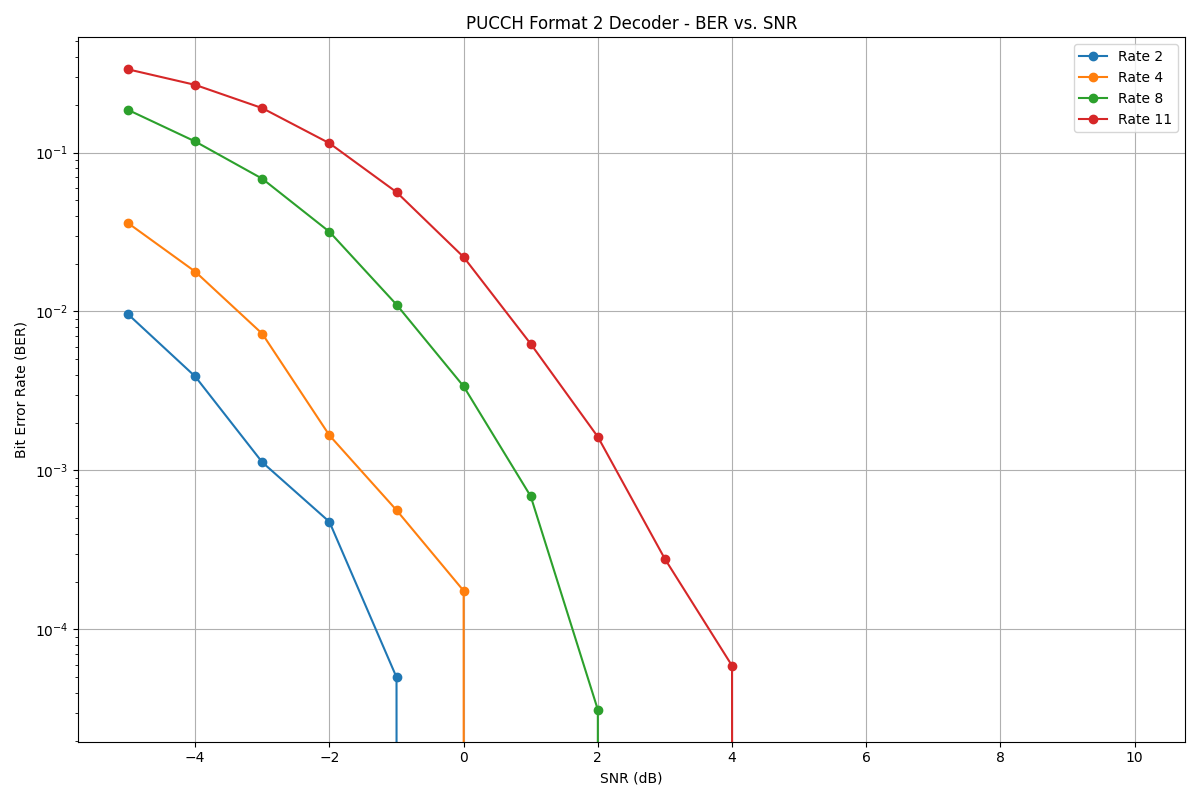 PUCCH Format 2 Decoder - BER vs. SNR
Rate 2
Rate 4
Rate 8
Rate 11
Bit Error Rate (BER)
10⁻¹
10⁻²
10⁻³
10⁻⁴
−4 −2 0 2 4 6 8 10
SNR (dB)